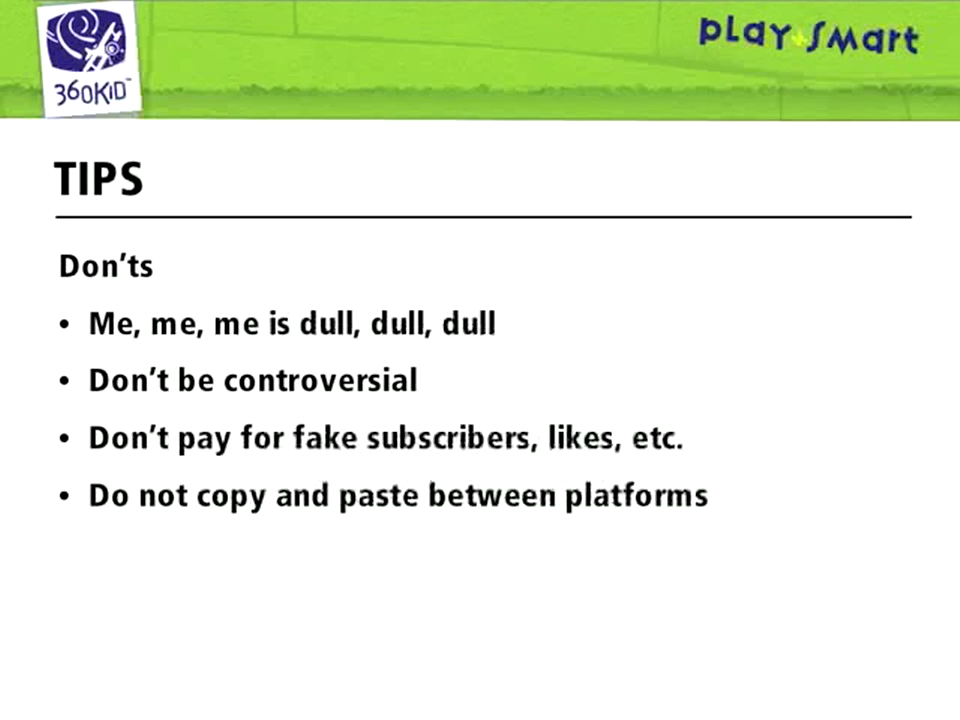 play smart
360KID™
TIPS
Don'ts
• Me, me, me is dull, dull, dull
• Don't be controversial
• Don't pay for fake subscribers, likes, etc.
• Do not copy and paste between platforms